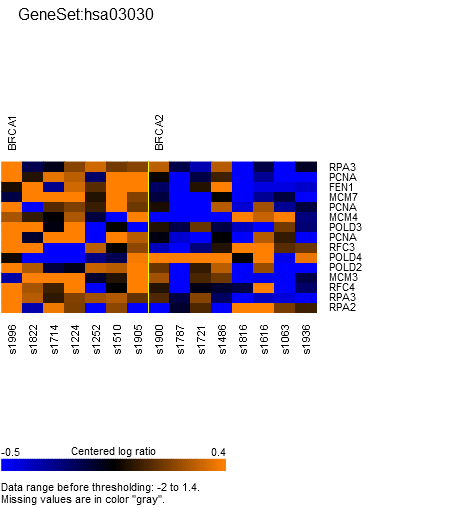 GeneSet:hsa03030
BRCA1
BRCA2
RPA3
PCNA
FEN1
MCM7
PCNA
MCM4
POLD3
PCNA
RFC3
POLD4
POLD2
MCM3
RFC4
RPA3
RPA2
s1996
s1822
s1714
s1224
s1252
s1510
s1905
s1900
s1787
s1721
s1486
s1816
s1616
s1063
s1936
-0.5 Centered log ratio 0.4
Data range before thresholding: -2 to 1.4.
Missing values are in color "gray".